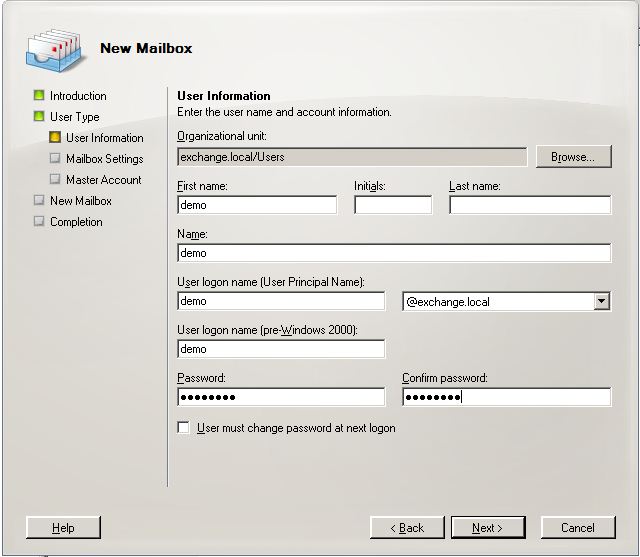 New Mailbox
Introduction
User Type
User Information
Mailbox Settings
Master Account
New Mailbox
Completion
User Information
Enter the user name and account information.
Organizational unit:
exchange.local/Users
Browse...
First name: Initials: Last name:
demo
Name:
demo
User logon name (User Principal Name):
demo @exchange.local
User logon name (pre-Windows 2000):
demo
Password: Confirm password:
●●●●●●●● ●●●●●●●●
User must change password at next logon
Help < Back Next > Cancel